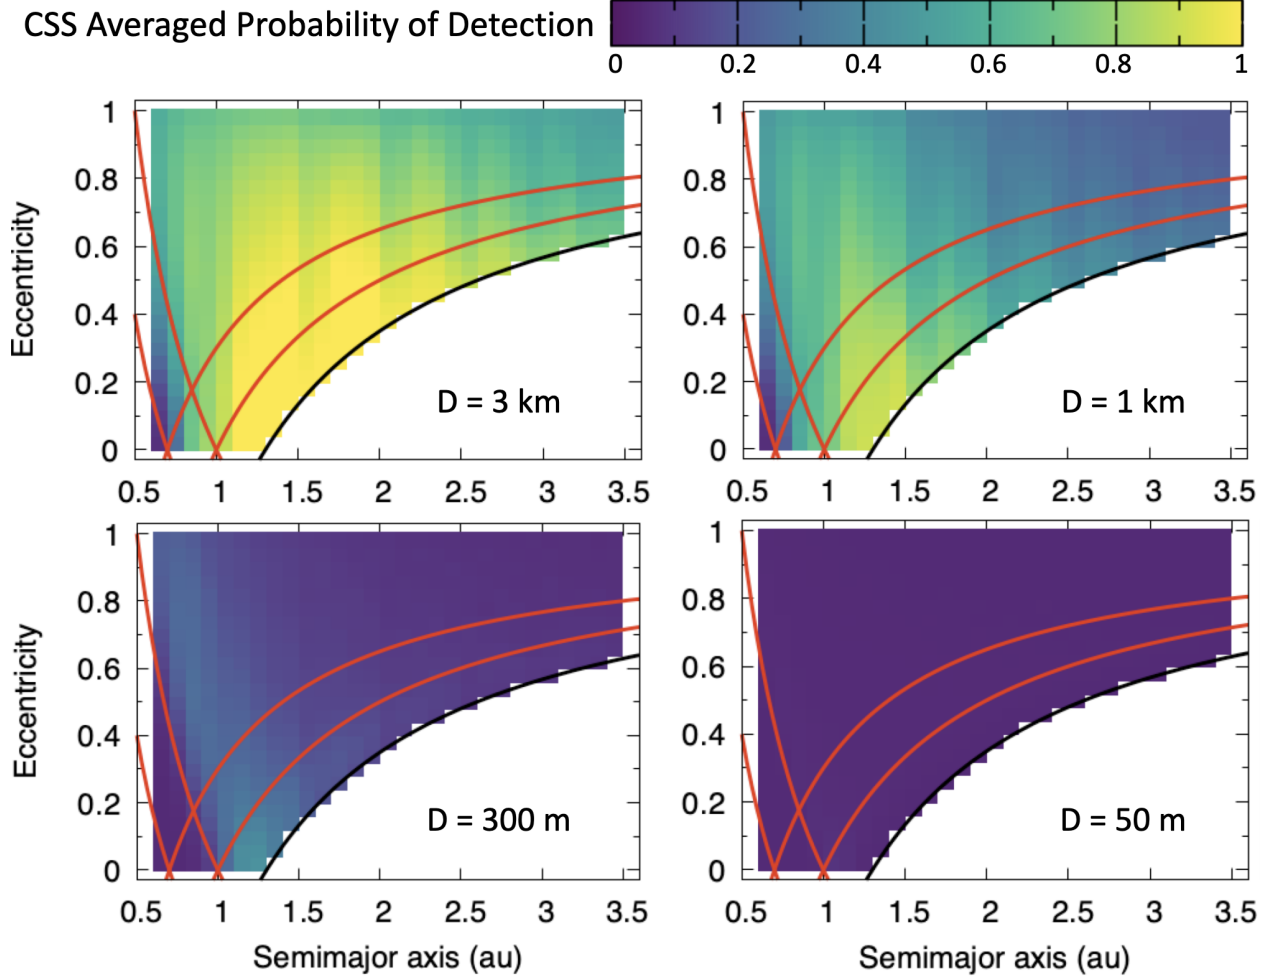 CSS Averaged Probability of Detection
0 0.2 0.4 0.6 0.8 1
Eccentricity
1
0.8
0.6
0.4
0.2
0
D = 3 km
0.5 1 1.5 2 2.5 3 3.5
1
0.8
0.6
0.4
0.2
0
D = 1 km
0.5 1 1.5 2 2.5 3 3.5
Eccentricity
1
0.8
0.6
0.4
0.2
0
D = 300 m
0.5 1 1.5 2 2.5 3 3.5
Semimajor axis (au)
1
0.8
0.6
0.4
0.2
0
D = 50 m
0.5 1 1.5 2 2.5 3 3.5
Semimajor axis (au)